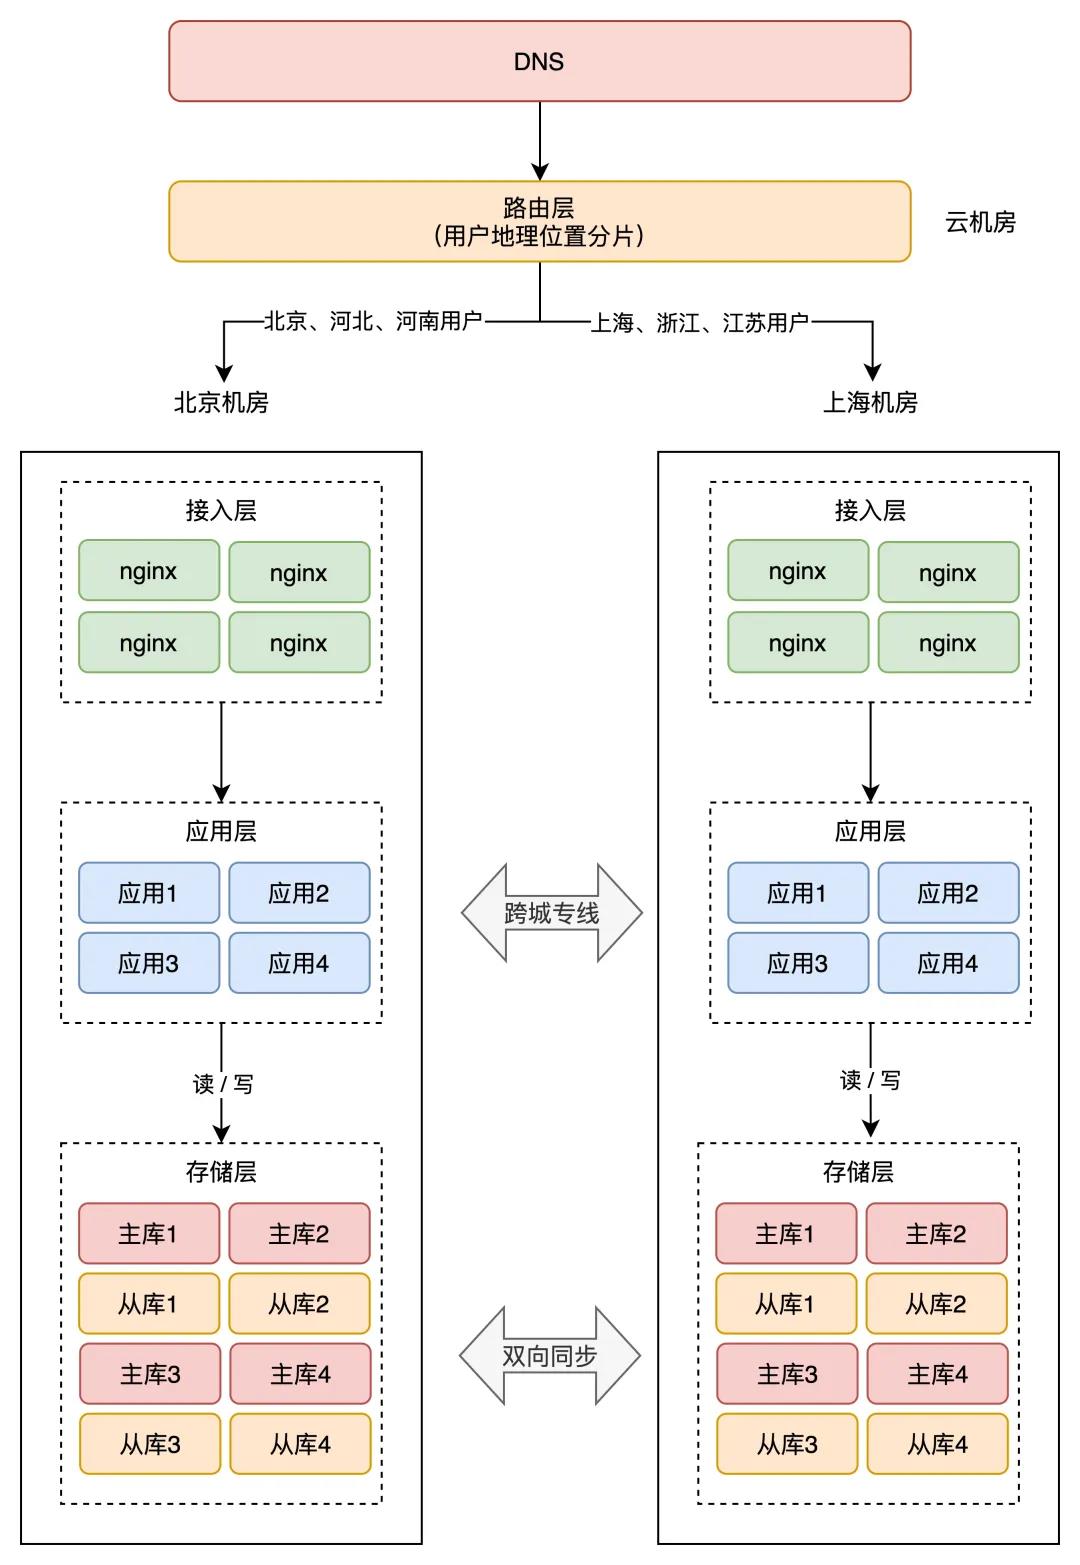 DNS
路由层
（用户地理位置分片）
云机房
北京、河北、河南用户
上海、浙江、江苏用户
北京机房
上海机房
接入层
nginx
nginx
nginx
nginx
应用层
应用1
应用2
应用3
应用4
读 / 写
存储层
主库1
主库2
从库1
从库2
主库3
主库4
从库3
从库4
跨城专线
双向同步
接入层
nginx
nginx
nginx
nginx
应用层
应用1
应用2
应用3
应用4
读 / 写
存储层
主库1
主库2
从库1
从库2
主库3
主库4
从库3
从库4